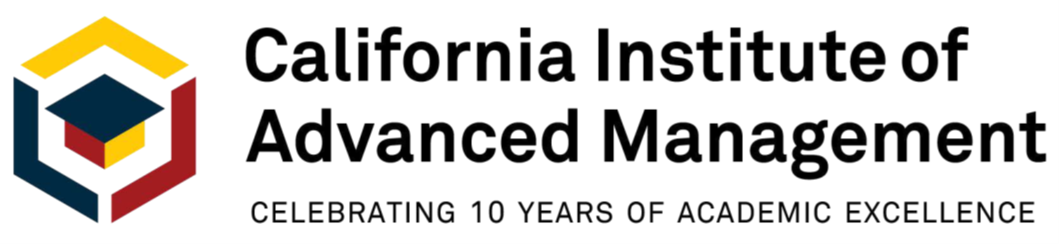 California Institute of
Advanced Management
CELEBRATING 10 YEARS OF ACADEMIC EXCELLENCE